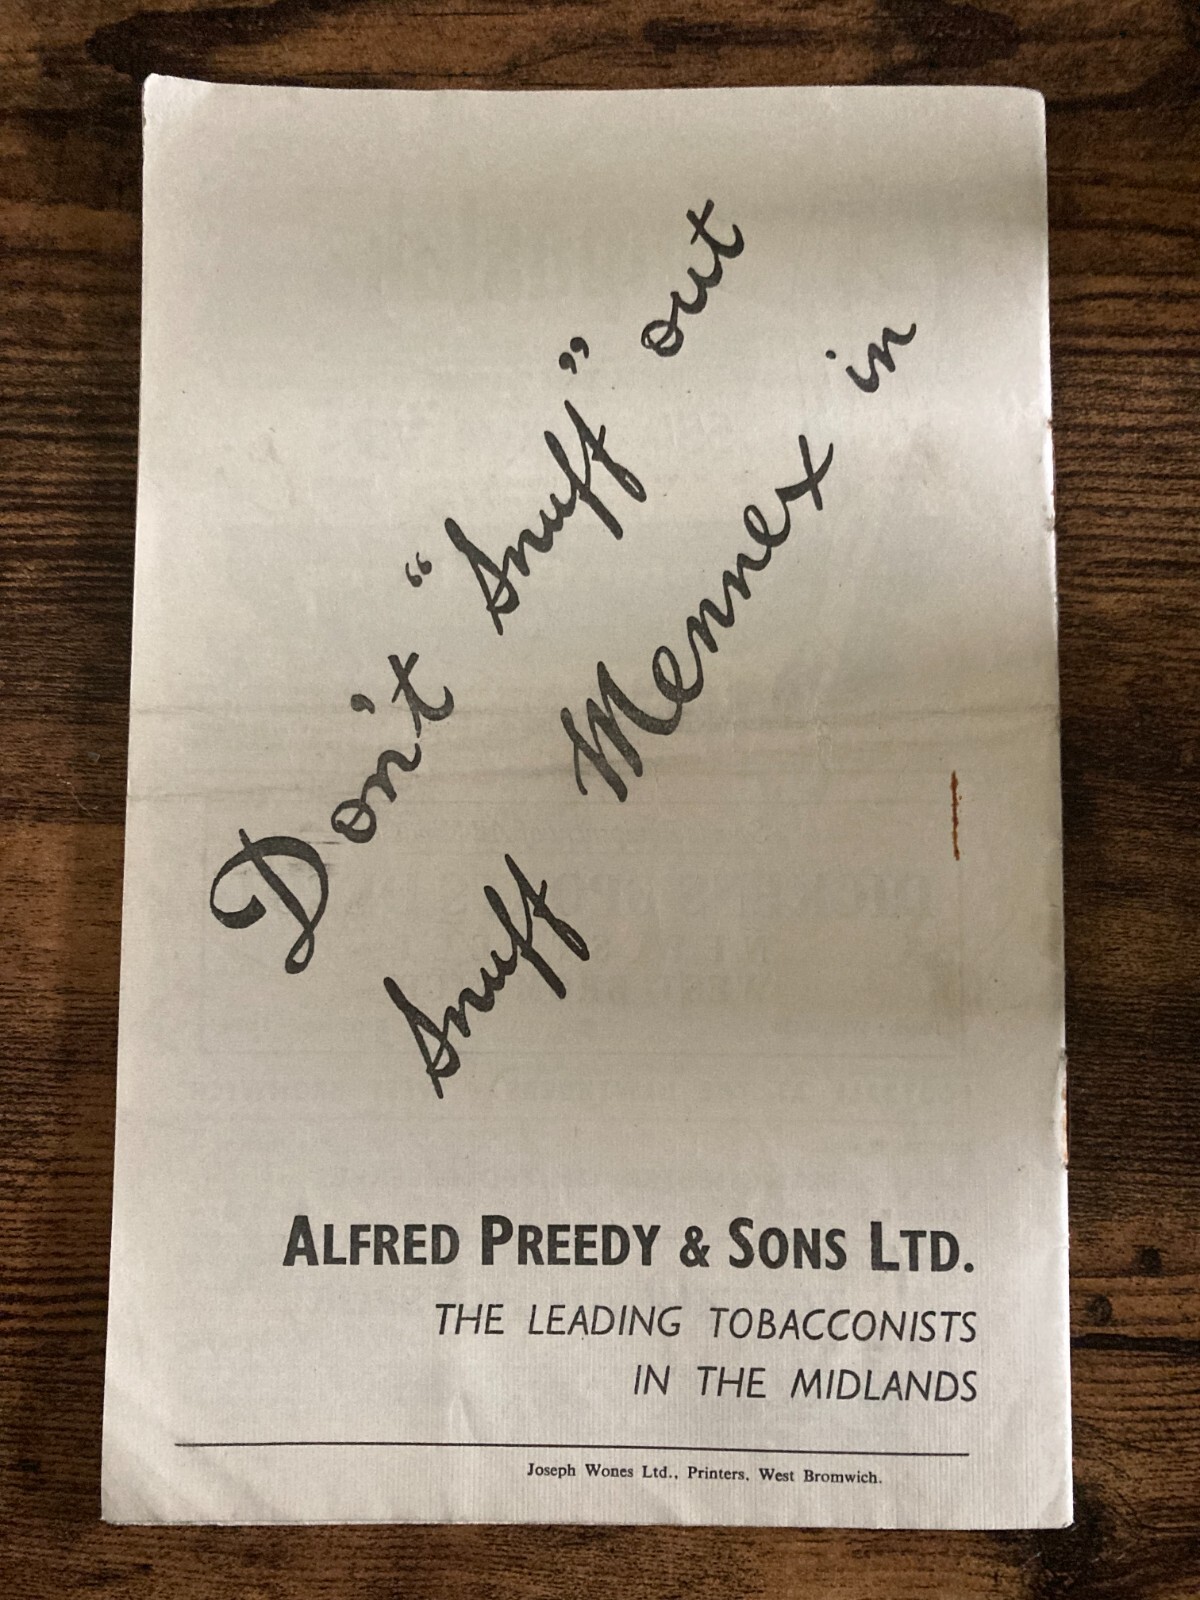 Don't “Snuff” out
Snuff Mennex in
ALFRED PREEDY & SONS LTD.
THE LEADING TOBACCONISTS
IN THE MIDLANDS
Joseph Wones Ltd., Printers, West Bromwich.